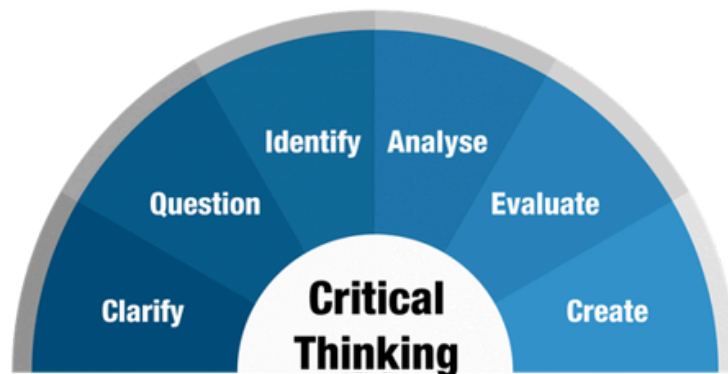 Clarify
Question
Identify
Analyse
Evaluate
Create
Critical
Thinking